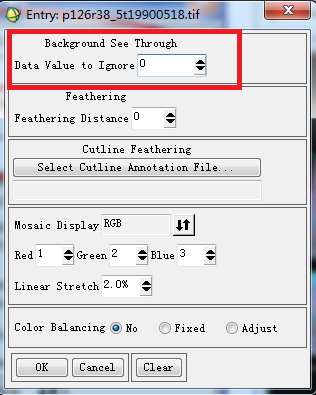 Entry: p126r38_5t19900518.tif
Background See Through
Data Value to Ignore 0
Feathering
Feathering Distance 0
Cutline Feathering
Select Cutline Annotation File...
Mosaic Display RGB
Red 1 Green 2 Blue 3
Linear Stretch 2.0%
Color Balancing No Fixed Adjust
OK Cancel Clear